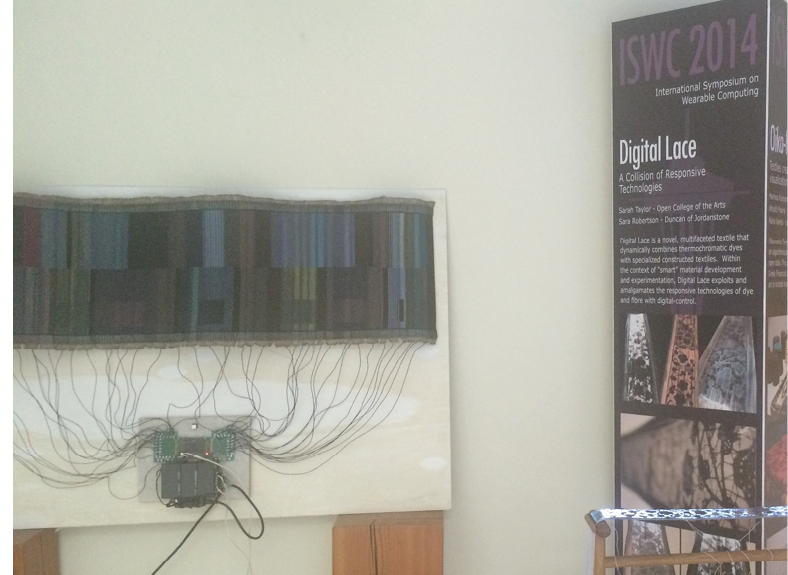 ISWC 2014
International Symposium on
Wearable Computing
Digital Lace
A Collision of Responsive
Technologies
Sarah Taylor - Open College of the Arts
Sara Robertson - Duncan of Jordanstone
Digital Lace is a novel, multifaceted textile that
dynamically combines thermochromatic dyes
with specialized constructed textiles. Within
the context of "smart" material development
and experimentation, Digital Lace exploits and
amalgamates the responsive technologies of dye
and fibre with digital-control.